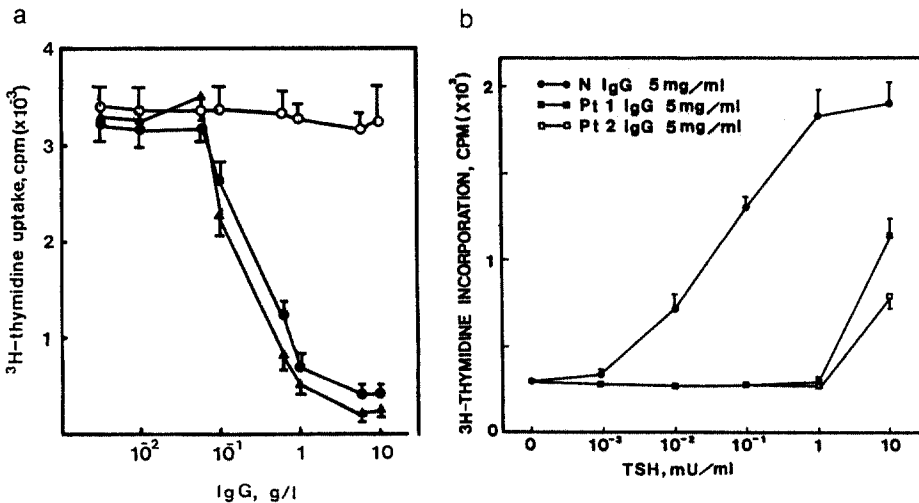 a
4
3
2
1
³H-thymidine uptake, cpm (x10⁻³)
10⁻² 10⁻¹ 1 10
IgG, g/l
b
2
1
0
3H-THYMIDINE INCORPORATION, CPM (X10³)
N IgG 5mg/ml
Pt 1 IgG 5mg/ml
Pt 2 IgG 5mg/ml
0 10⁻³ 10⁻² 10⁻¹ 1 10
TSH, mU/ml